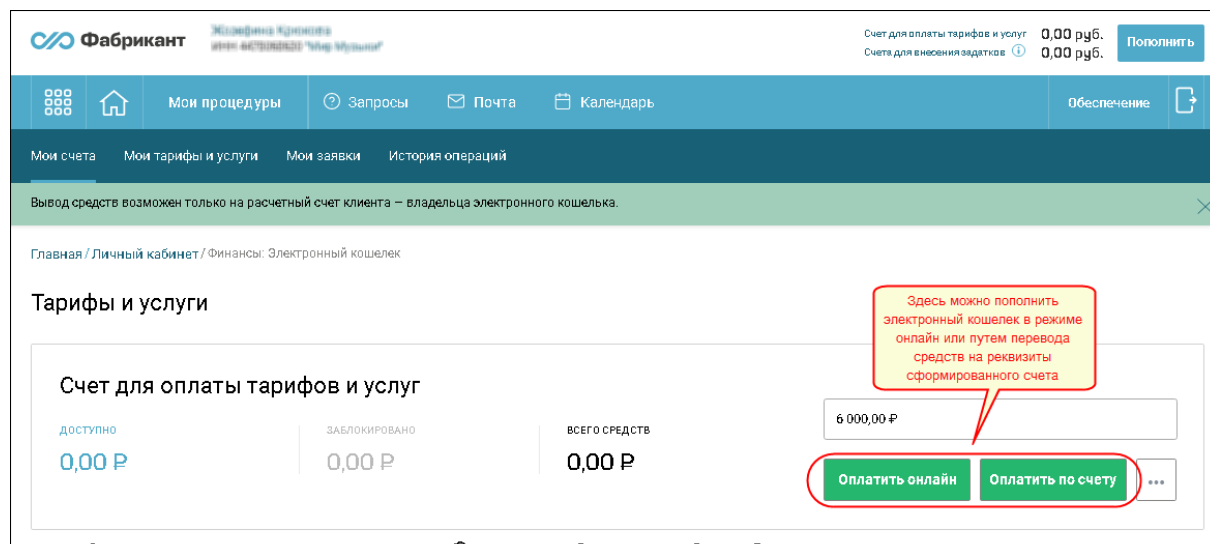 Фабрикант
Счет для оплаты тарифов и услуг 0,00 руб.
Счета для внесения задатков 0,00 руб.
Пополнить
Мои процедуры Запросы Почта Календарь Обеспечение
Мои счета Мои тарифы и услуги Мои заявки История операций
Вывод средств возможен только на расчетный счет клиента — владельца электронного кошелька.
Главная / Личный кабинет / Финансы: Электронный кошелек
Тарифы и услуги
Здесь можно пополнить
электронный кошелек в режиме
онлайн или путем перевода
средств на реквизиты
сформированного счета
Счет для оплаты тарифов и услуг
ДОСТУПНО ЗАБЛОКИРОВАНО ВСЕГО СРЕДСТВ
0,00 ₽ 0,00 ₽ 0,00 ₽
6 000,00 ₽
Оплатить онлайн Оплатить по счету ...